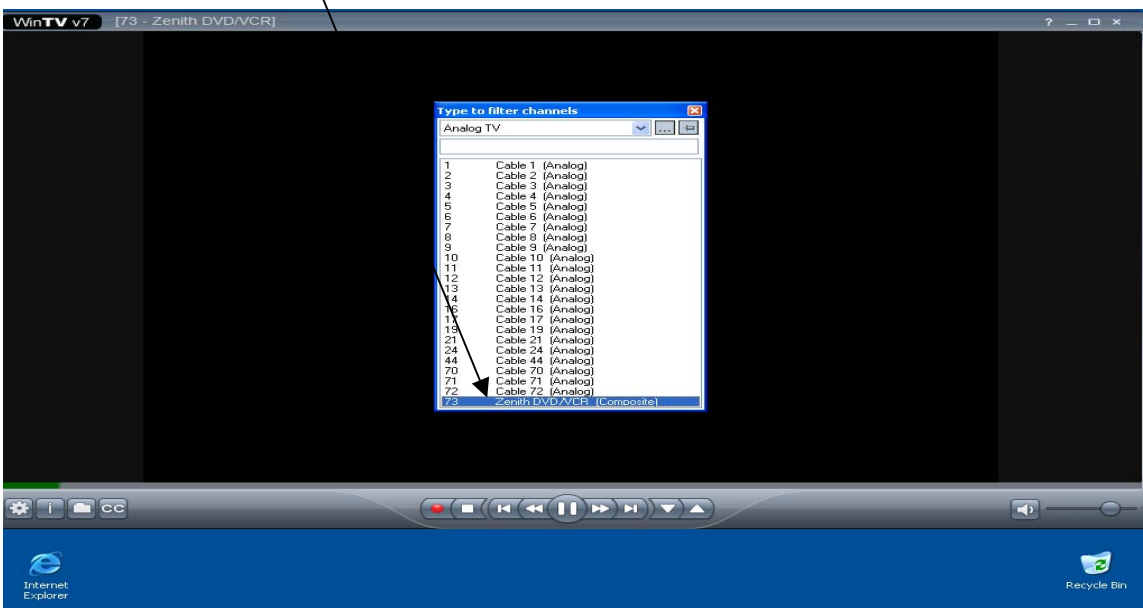 WinTV v7 [73 - Zenith DVD/VCR]
Type to filter channels
Analog TV
...
1 Cable 1 (Analog)
2 Cable 2 (Analog)
3 Cable 3 (Analog)
4 Cable 4 (Analog)
5 Cable 5 (Analog)
6 Cable 6 (Analog)
7 Cable 7 (Analog)
8 Cable 8 (Analog)
9 Cable 9 (Analog)
10 Cable 10 (Analog)
11 Cable 11 (Analog)
12 Cable 12 (Analog)
13 Cable 13 (Analog)
14 Cable 14 (Analog)
16 Cable 16 (Analog)
17 Cable 17 (Analog)
19 Cable 19 (Analog)
21 Cable 21 (Analog)
24 Cable 24 (Analog)
44 Cable 44 (Analog)
70 Cable 70 (Analog)
71 Cable 71 (Analog)
72 Cable 72 (Analog)
73 Zenith DVD/VCR (Composite)
i CC
Internet
Explorer
Recycle Bin